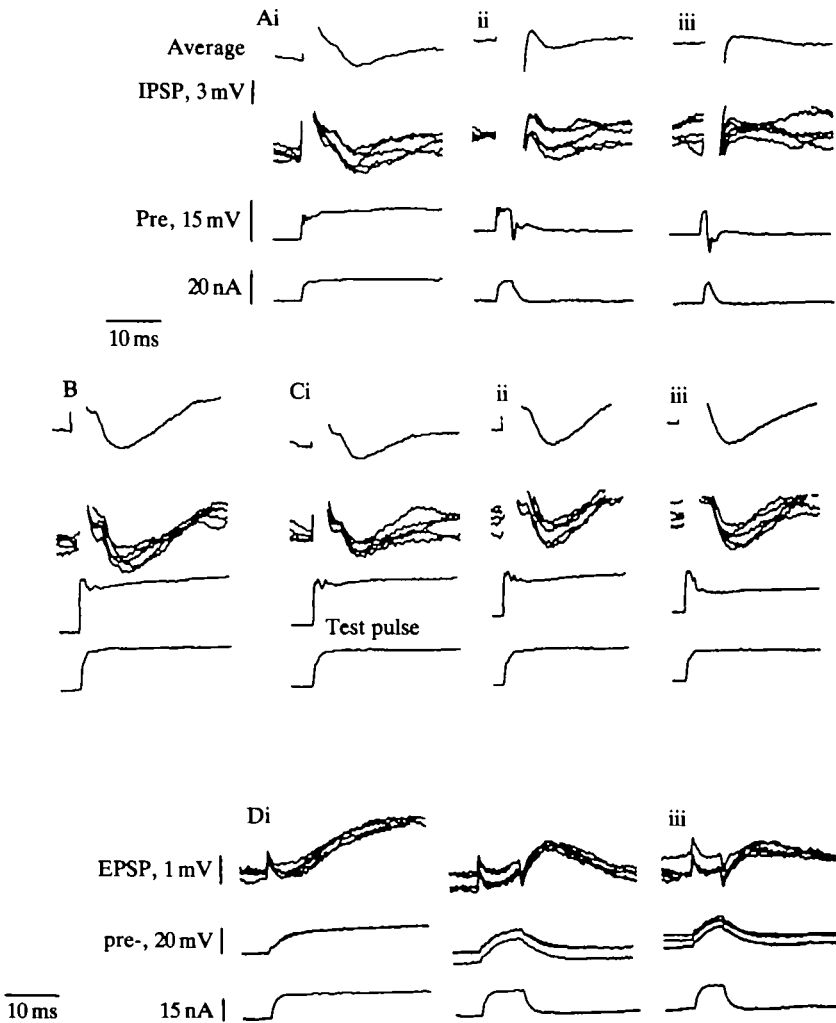 Ai ii iii
Average
IPSP, 3 mV
Pre, 15 mV
20 nA
10 ms
B Ci ii iii
Test pulse
Di iii
EPSP, 1 mV
pre-, 20 mV
15 nA
10 ms